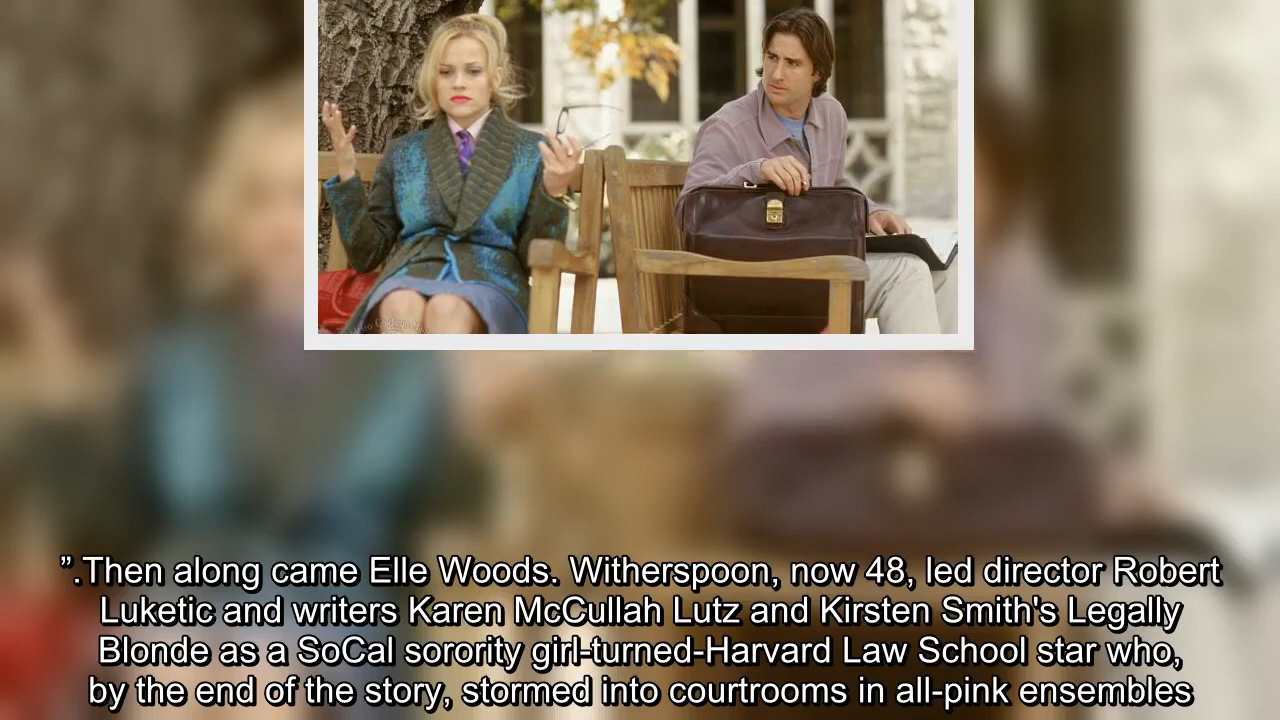 ”.Then along came Elle Woods. Witherspoon, now 48, led director Robert
Luketic and writers Karen McCullah Lutz and Kirsten Smith's Legally
Blonde as a SoCal sorority girl-turned-Harvard Law School star who,
by the end of the story, stormed into courtrooms in all-pink ensembles